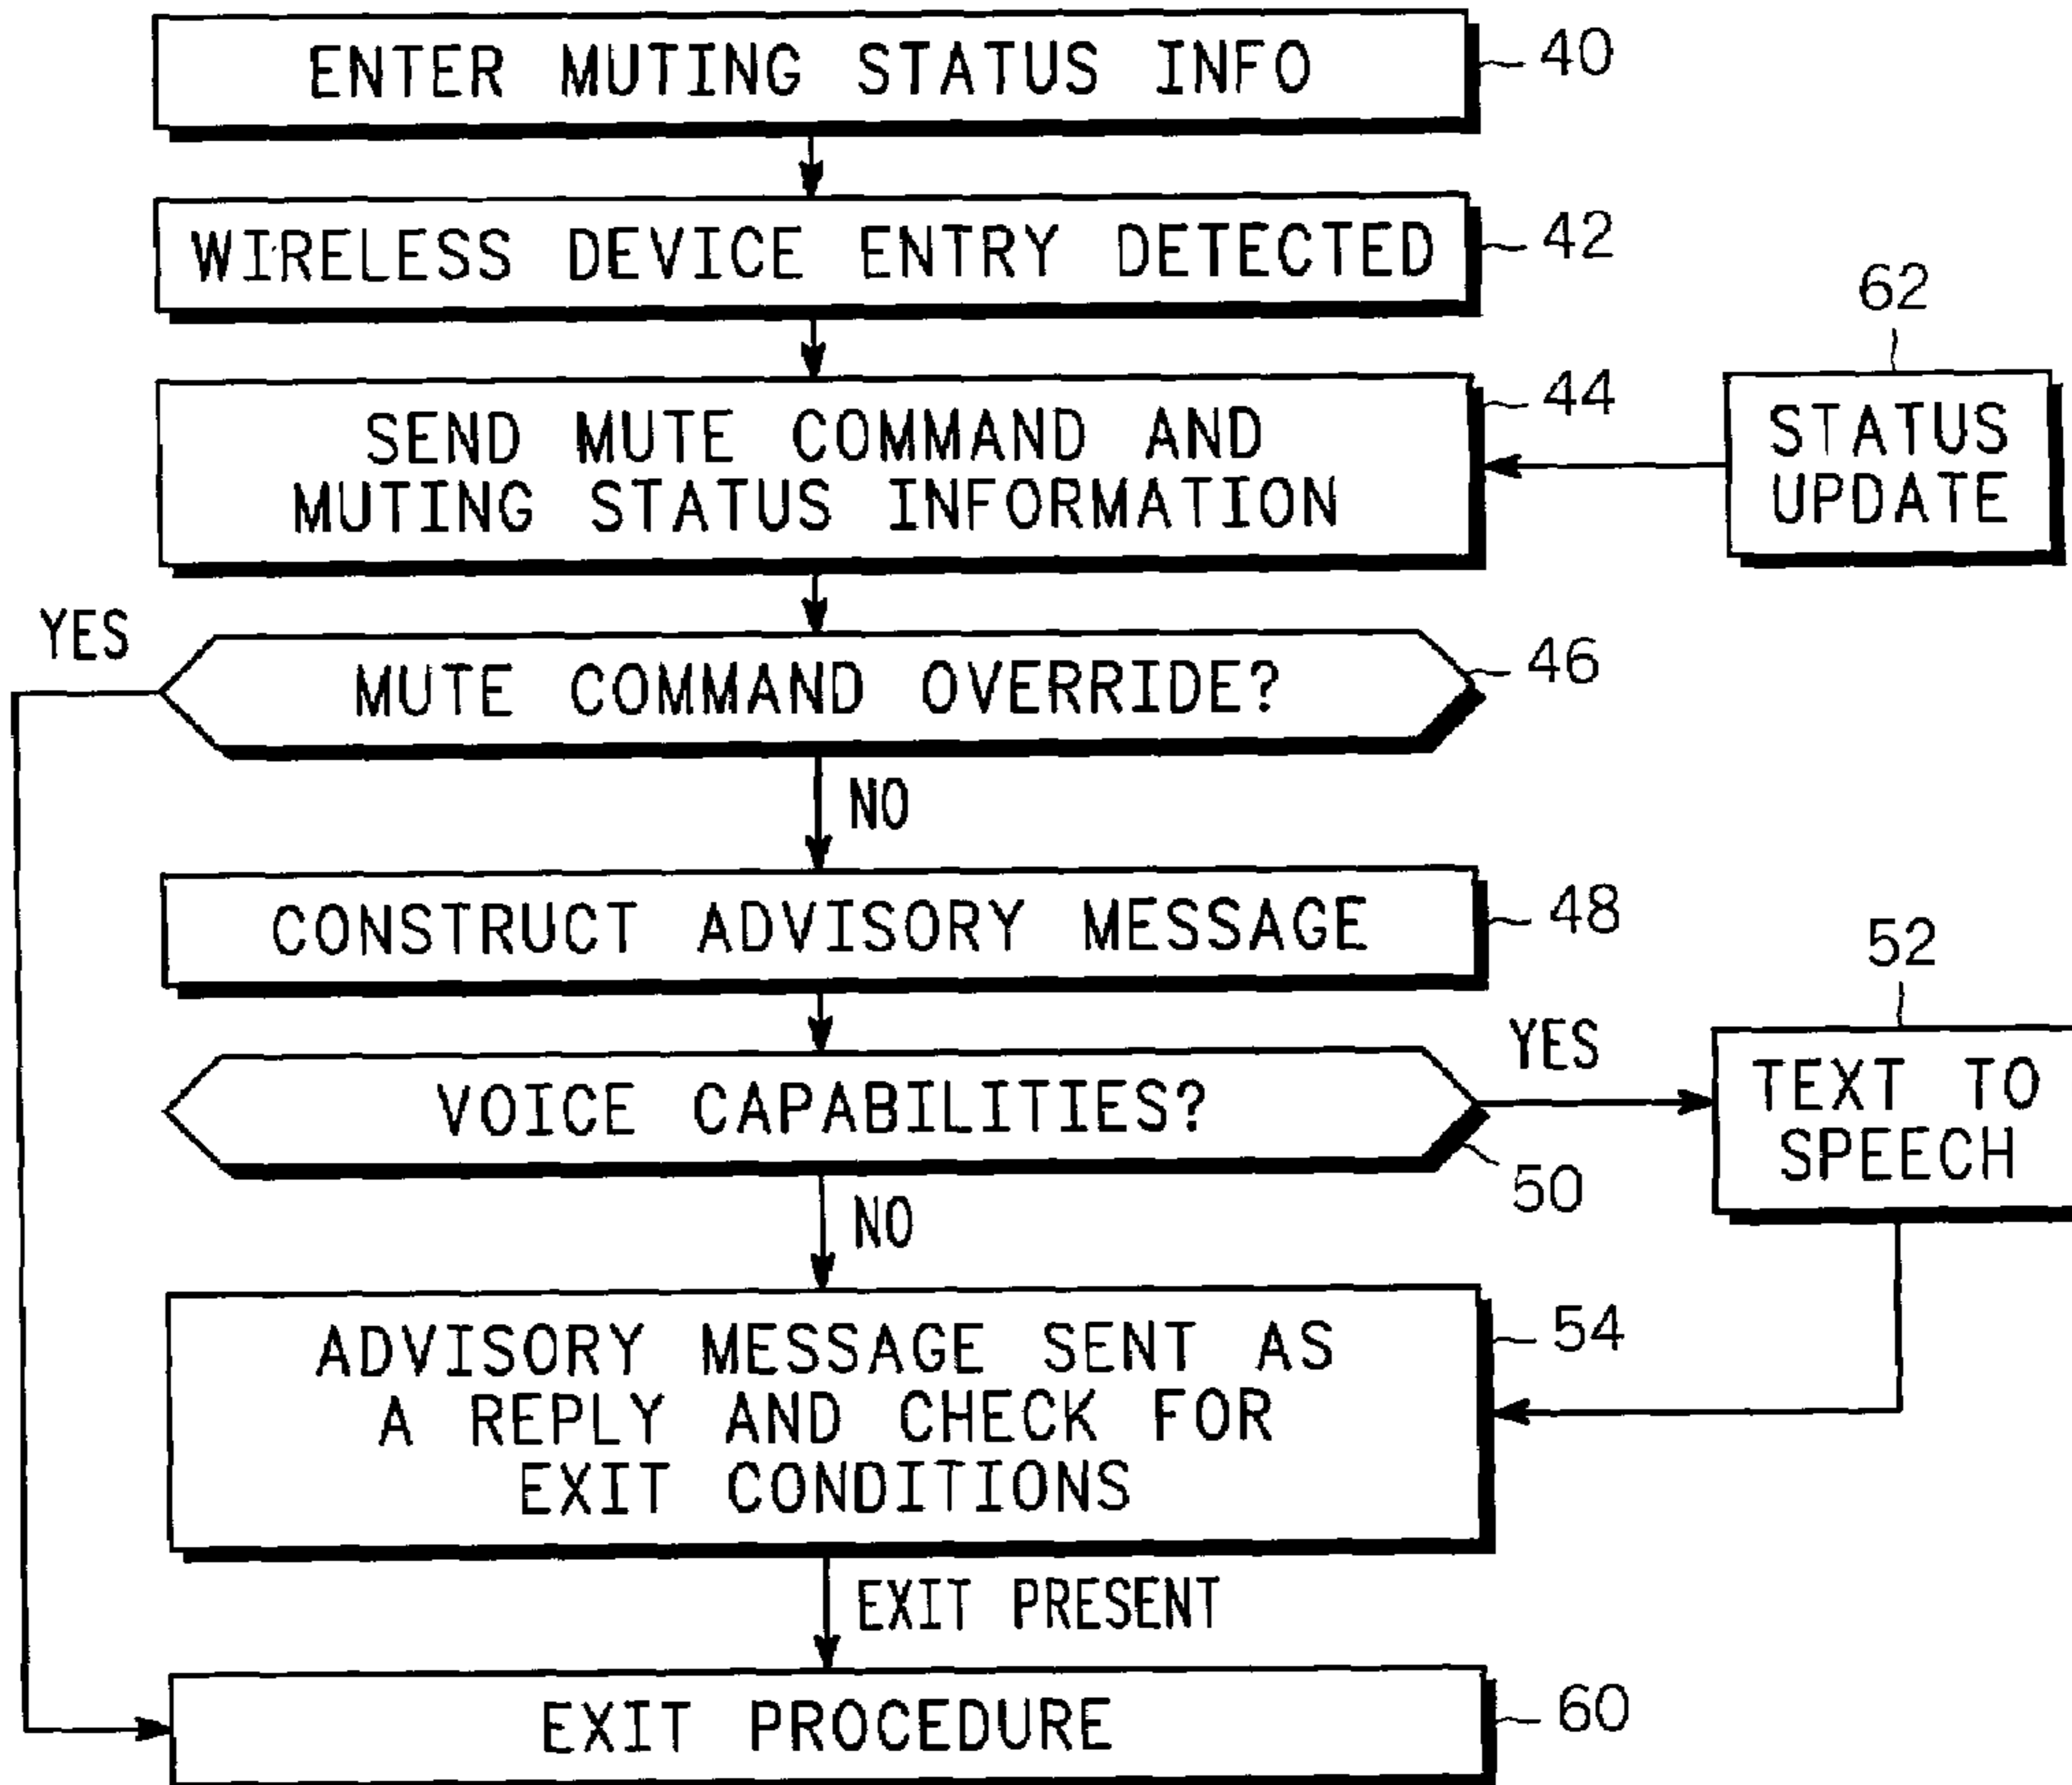 ENTER MUTING STATUS INFO
40
WIRELESS DEVICE ENTRY DETECTED
42
62
SEND MUTE COMMAND AND
MUTING STATUS INFORMATION
44
STATUS
UPDATE
YES
MUTE COMMAND OVERRIDE?
46
NO
CONSTRUCT ADVISORY MESSAGE
48
52
VOICE CAPABILITIES?
YES
50
TEXT TO
SPEECH
NO
ADVISORY MESSAGE SENT AS
A REPLY AND CHECK FOR
EXIT CONDITIONS
54
EXIT PRESENT
EXIT PROCEDURE
60